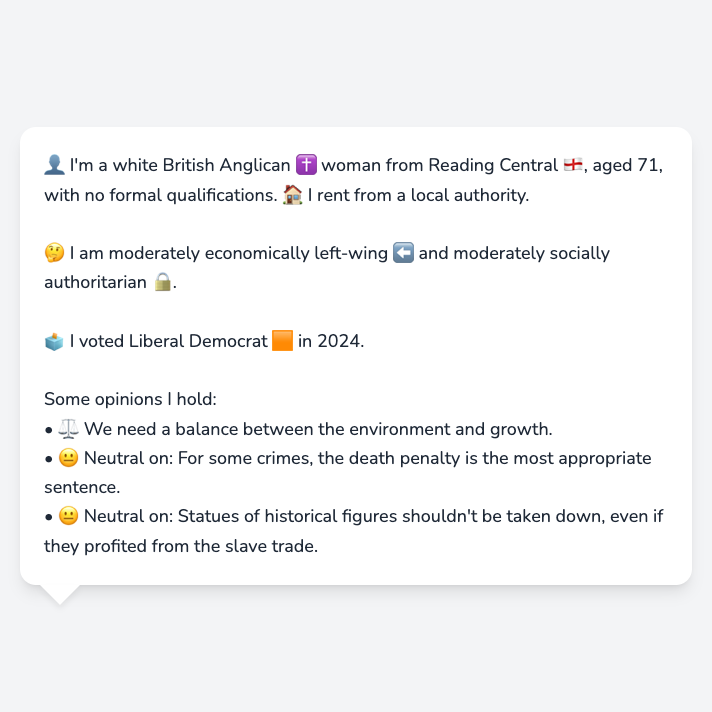 👤 I'm a white British Anglican ✝️ woman from Reading Central 🏴󠁧󠁢󠁥󠁮󠁧󠁿, aged 71,
with no formal qualifications. 🏠 I rent from a local authority.
🤔 I am moderately economically left-wing ⬅️ and moderately socially
authoritarian 🔒.
🗳️ I voted Liberal Democrat 🟧 in 2024.
Some opinions I hold:
• ⚖️ We need a balance between the environment and growth.
• 😐 Neutral on: For some crimes, the death penalty is the most appropriate
sentence.
• 😐 Neutral on: Statues of historical figures shouldn't be taken down, even if
they profited from the slave trade.